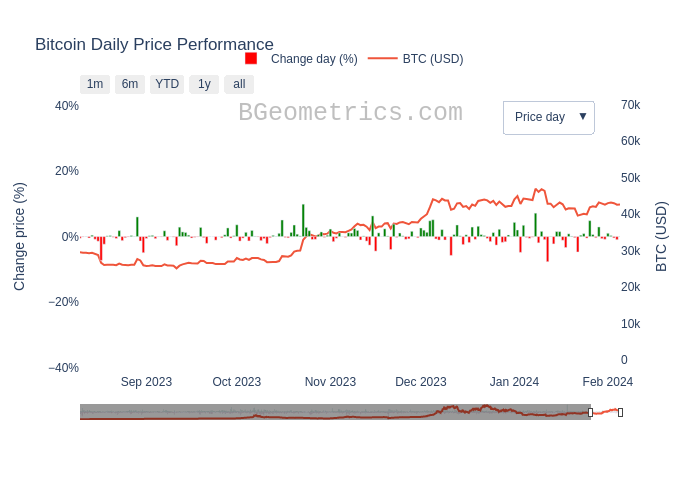 Bitcoin Daily Price Performance
Change day (%) BTC (USD)
1m 6m YTD 1y all
BGeometrics.com
Price day ▼
Change price (%)
40%
20%
0%
−20%
−40%
BTC (USD)
70k
60k
50k
40k
30k
20k
10k
0
Sep 2023 Oct 2023 Nov 2023 Dec 2023 Jan 2024 Feb 2024